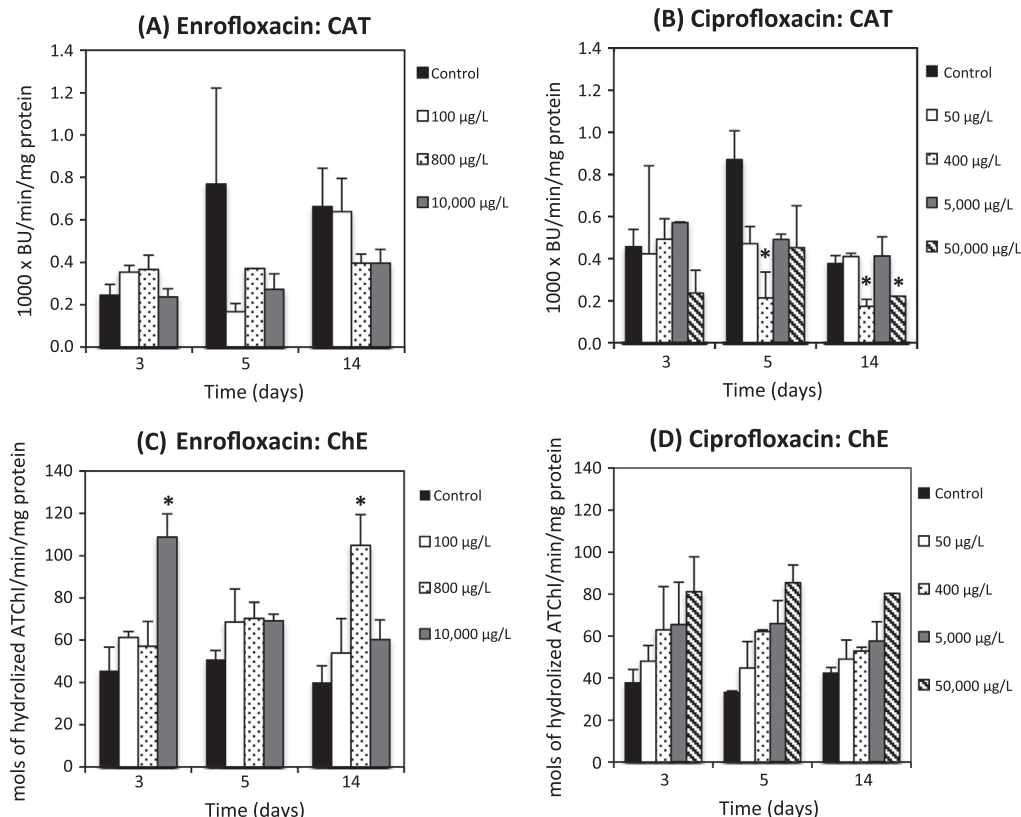 (A) Enrofloxacin: CAT
1000 x BU/min/mg protein
1.4
1.2
1.0
0.8
0.6
0.4
0.2
0.0
3 5 14
Time (days)
Control
100 µg/L
800 µg/L
10,000 µg/L
(B) Ciprofloxacin: CAT
1000 x BU/min/mg protein
1.4
1.2
1.0
0.8
0.6
0.4
0.2
0.0
* * *
3 5 14
Time (days)
Control
50 µg/L
400 µg/L
5,000 µg/L
50,000 µg/L
(C) Enrofloxacin: ChE
mols of hydrolized ATChI/min/mg protein
140
120
100
80
60
40
20
0
* *
3 5 14
Time (days)
Control
100 µg/L
800 µg/L
10,000 µg/L
(D) Ciprofloxacin: ChE
mols of hydrolized ATChI/min/mg protein
140
120
100
80
60
40
20
0
3 5 14
Time (days)
Control
50 µg/L
400 µg/L
5,000 µg/L
50,000 µg/L